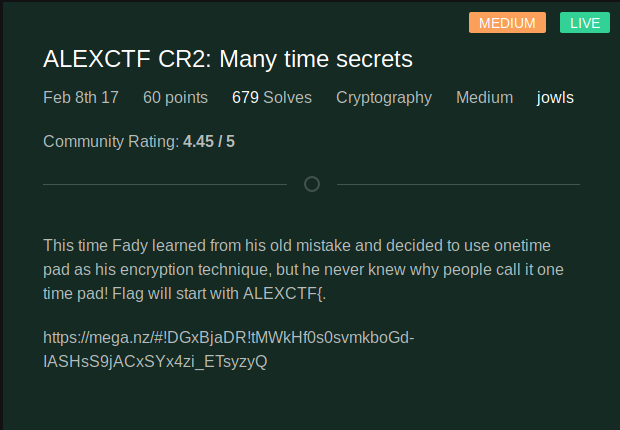 MEDIUM LIVE
ALEXCTF CR2: Many time secrets
Feb 8th 17 60 points 679 Solves Cryptography Medium jowls
Community Rating: 4.45 / 5
This time Fady learned from his old mistake and decided to use onetime
pad as his encryption technique, but he never knew why people call it one
time pad! Flag will start with ALEXCTF{.
https://mega.nz/#!DGxBjaDR!tMWkHf0s0svmkboGd-
IASHsS9jACxSYx4zi_ETsyzyQ